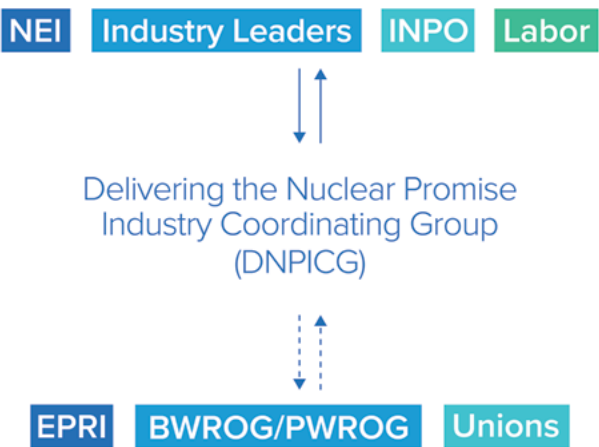 NEI Industry Leaders INPO Labor
Delivering the Nuclear Promise
Industry Coordinating Group
(DNPICG)
EPRI BWROG/PWROG Unions